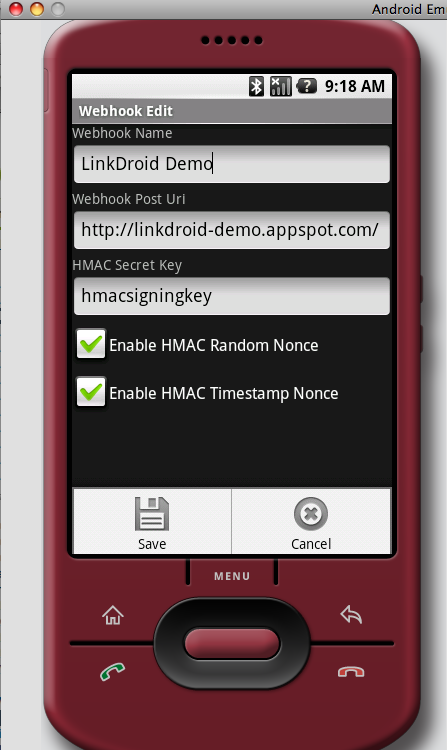 Android Em
9:18 AM
Webhook Edit
Webhook Name
LinkDroid Demo
Webhook Post Uri
http://linkdroid-demo.appspot.com/
HMAC Secret Key
hmacsigningkey
Enable HMAC Random Nonce
Enable HMAC Timestamp Nonce
Save
Cancel
MENU